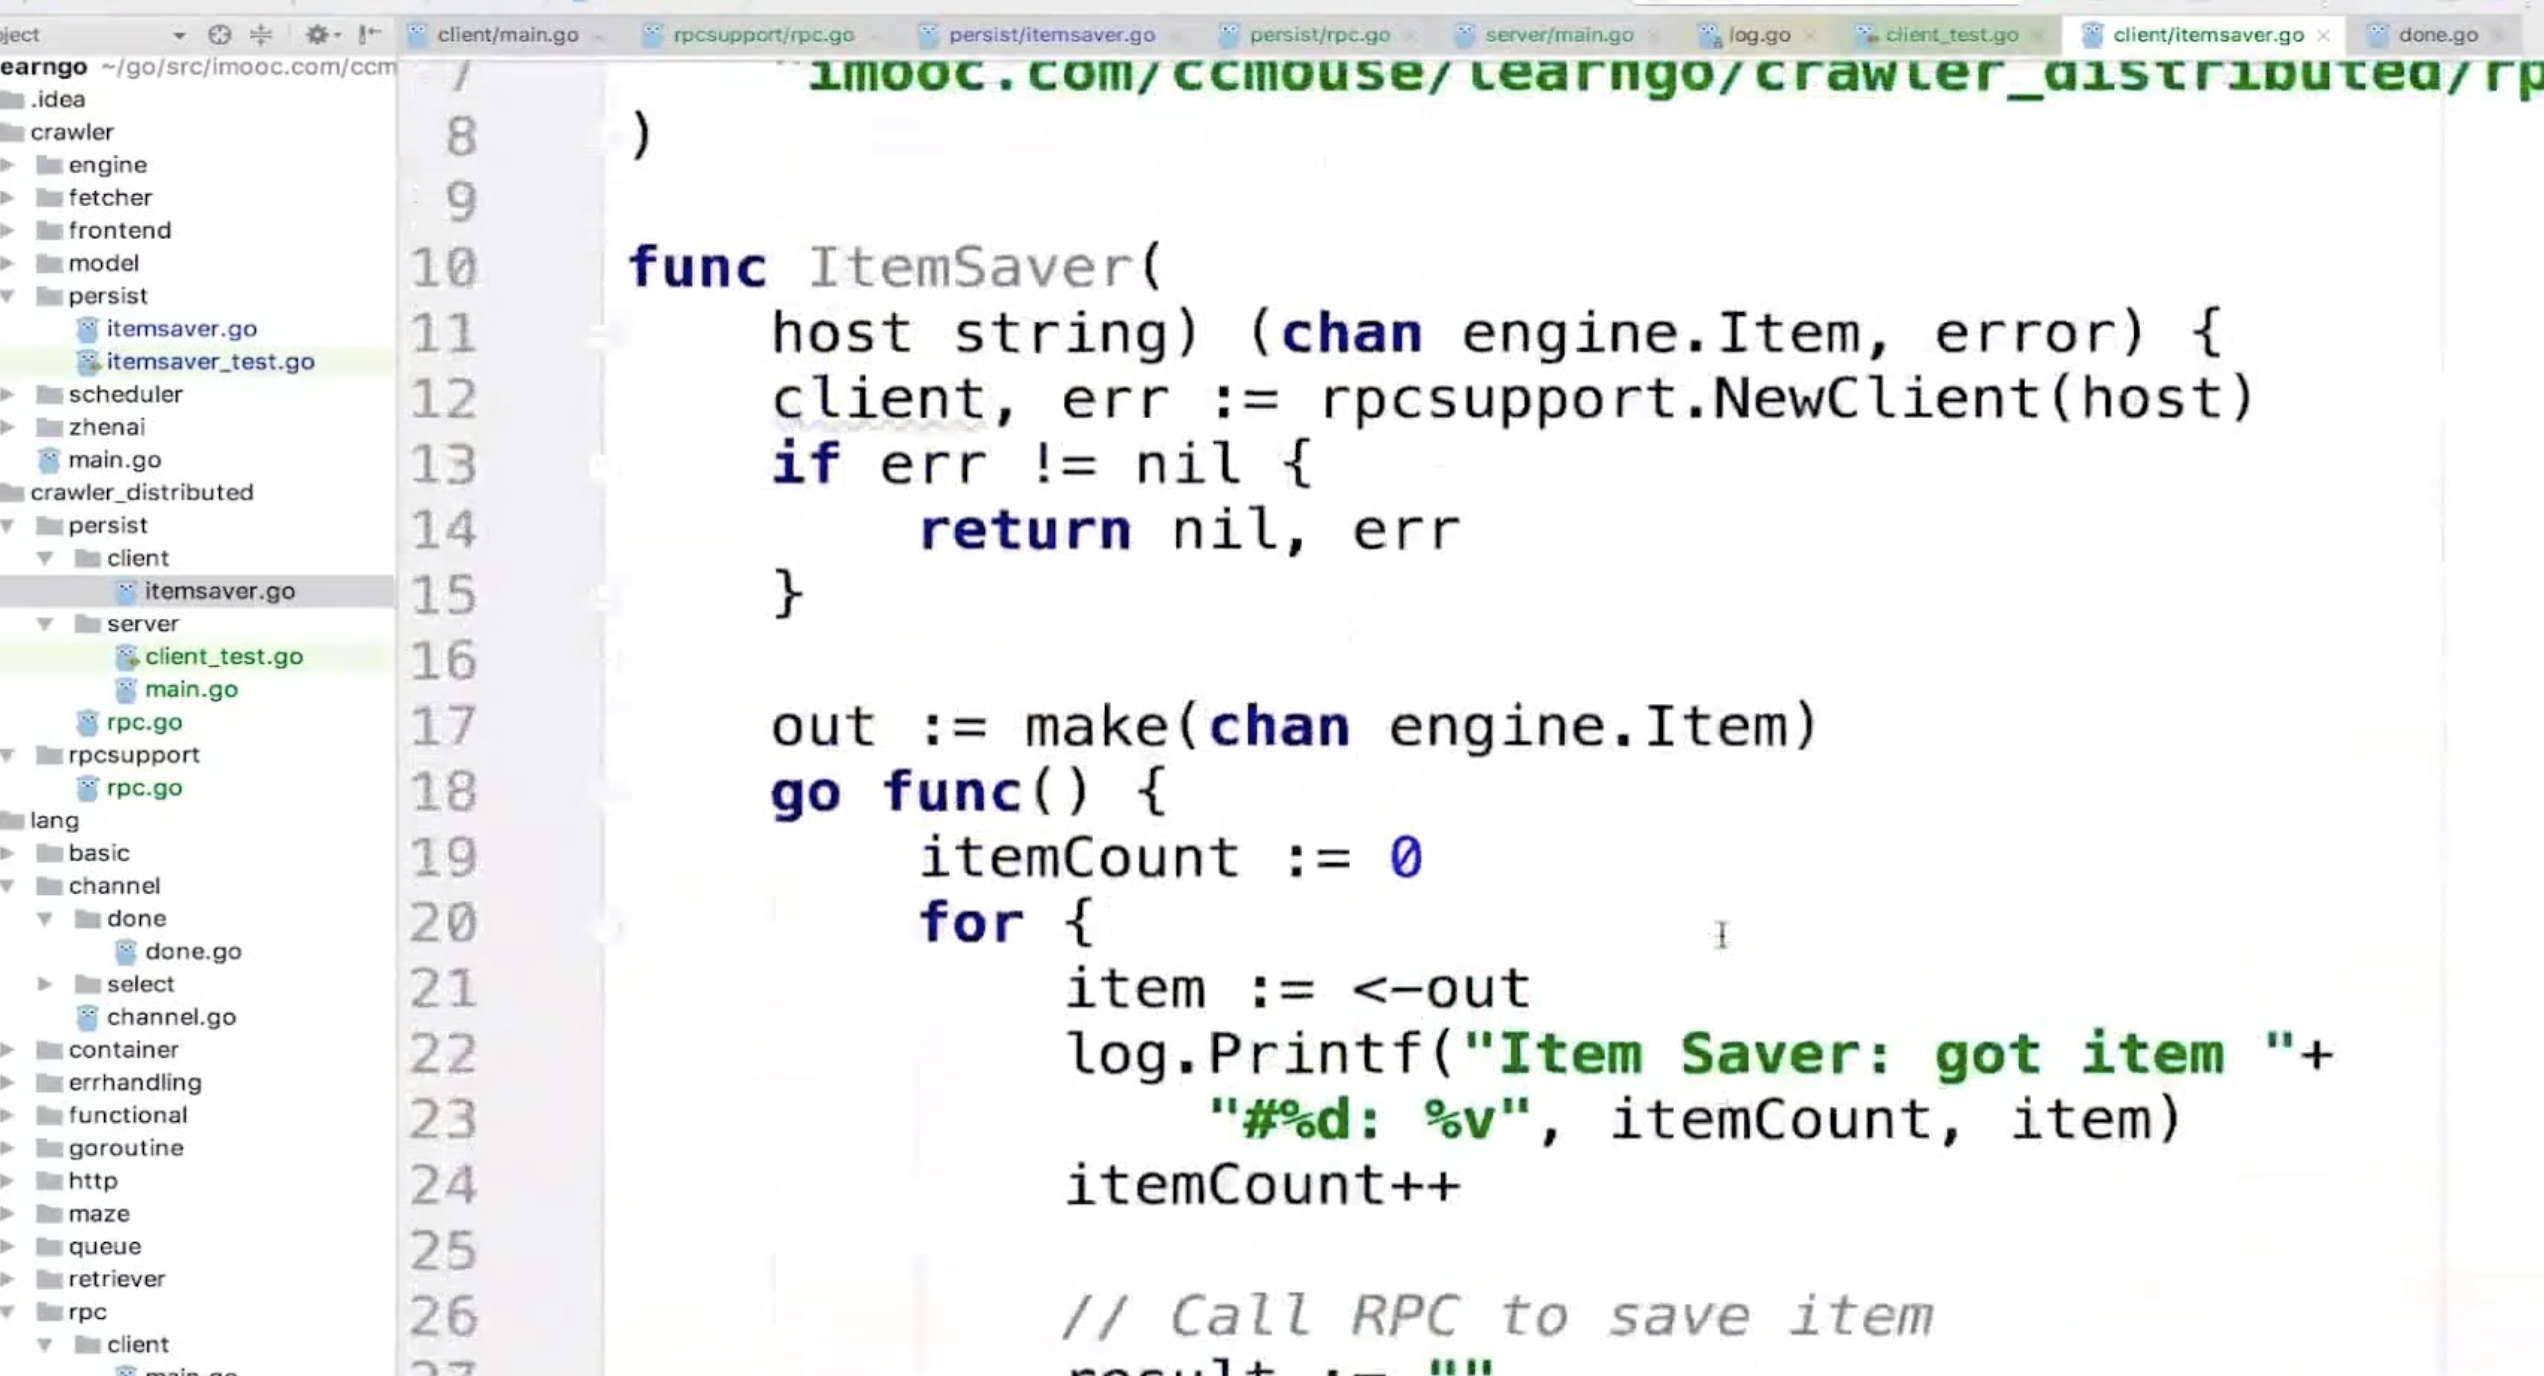 ject
client/main.go
rpcsupport/rpc.go
persist/itemsaver.go
persist/rpc.go
server/main.go
log.go
client_test.go
client/itemsaver.go
done.go
earngo ~/go/src/imooc.com/ccm
.idea
crawler
engine
fetcher
frontend
model
persist
itemsaver.go
itemsaver_test.go
scheduler
zhenai
main.go
crawler_distributed
persist
client
itemsaver.go
server
client_test.go
main.go
rpc.go
rpcsupport
rpc.go
lang
basic
channel
done
done.go
select
channel.go
container
errhandling
functional
goroutine
http
maze
queue
retriever
rpc
client
main.go
7 "imooc.com/ccmouse/learngo/crawler_distributed/rp
8 )
9
10 func ItemSaver(
11 host string) (chan engine.Item, error) {
12 client, err := rpcsupport.NewClient(host)
13 if err != nil {
14 return nil, err
15 }
16
17 out := make(chan engine.Item)
18 go func() {
19 itemCount := 0
20 for {
21 item := <-out
22 log.Printf("Item Saver: got item "+
23 "#%d: %v", itemCount, item)
24 itemCount++
25
26 // Call RPC to save item
27 result := ""